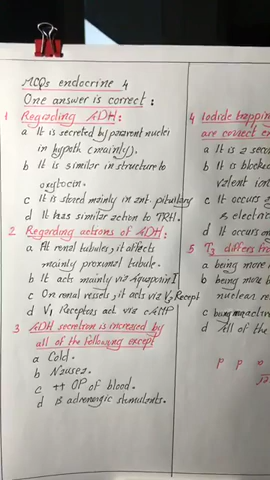 MCQs endocrine 4
One answer is correct:
1 Regarding ADH:
a It is secreted by paravent nuclei
in hypoth (mainly).
b It is similar in structure to
oxytocin.
c It is stored mainly in ant. pituitary
d It has similar action to TRH.
2 Regarding actions of ADH:
a At renal tubules, it affects
mainly proximal tubule.
b It acts mainly via Aquaporin I
c On renal vessels, it acts via V2 Recept
d V1 Receptors act via cAMP
3 ADH secretion is increased by
all of the following except
a Cold.
b Nausea.
c ++ OP of blood.
d B adrenergic stimulants.
4 Iodide trapping
are correct ex
a It is 2 secon
b It is blocked
valent ion
c It occurs
& electric
d It occurs on
5 T3 differs from
a being more
b being more
nuclear re
c being inactive
d All of the
P P